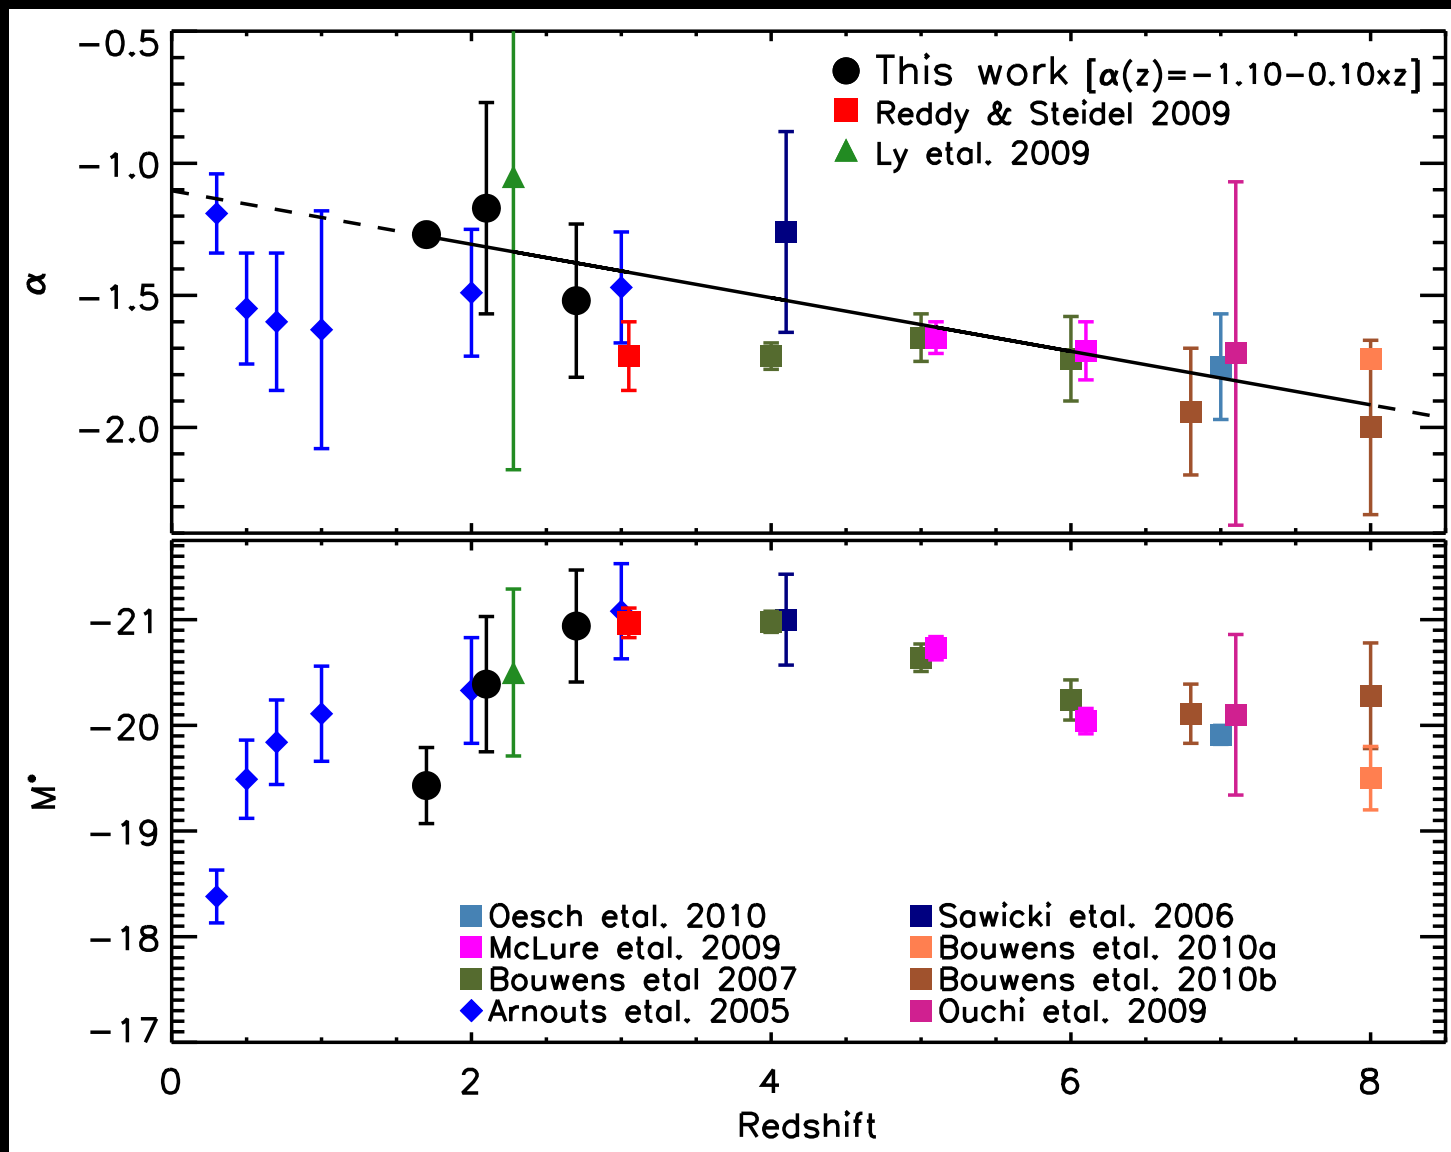 −0.5
−1.0
−1.5
−2.0
α
This work [α(z)=−1.10−0.10xz]
Reddy & Steidel 2009
Ly etal. 2009
−21
−20
−19
−18
−17
M*
Oesch etal. 2010
McLure etal. 2009
Bouwens etal 2007
Arnouts etal. 2005
Sawicki etal. 2006
Bouwens etal. 2010a
Bouwens etal. 2010b
Ouchi etal. 2009
0 2 4 6 8
Redshift